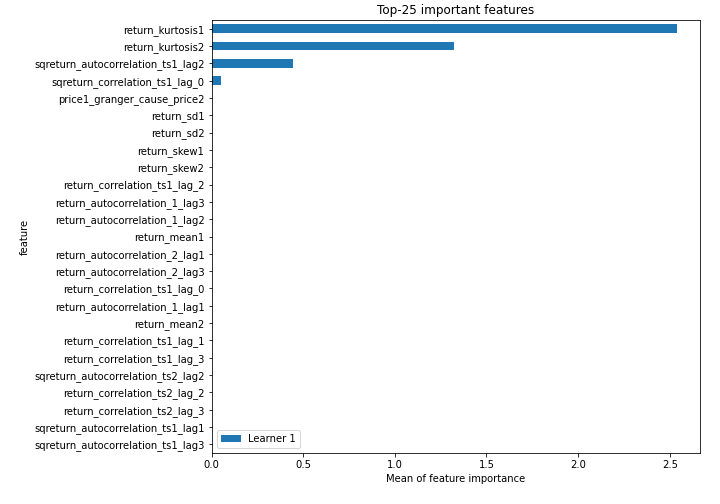 Top-25 important features
return_kurtosis1
return_kurtosis2
sqreturn_autocorrelation_ts1_lag2
sqreturn_correlation_ts1_lag_0
price1_granger_cause_price2
return_sd1
return_sd2
return_skew1
return_skew2
return_correlation_ts1_lag_2
return_autocorrelation_1_lag3
return_autocorrelation_1_lag2
return_mean1
return_autocorrelation_2_lag1
return_autocorrelation_2_lag3
return_correlation_ts1_lag_0
return_autocorrelation_1_lag1
return_mean2
return_correlation_ts1_lag_1
return_correlation_ts1_lag_3
sqreturn_autocorrelation_ts2_lag2
return_correlation_ts2_lag_2
return_correlation_ts2_lag_3
sqreturn_autocorrelation_ts1_lag1
sqreturn_autocorrelation_ts1_lag3
feature
Learner 1
0.0 0.5 1.0 1.5 2.0 2.5
Mean of feature importance